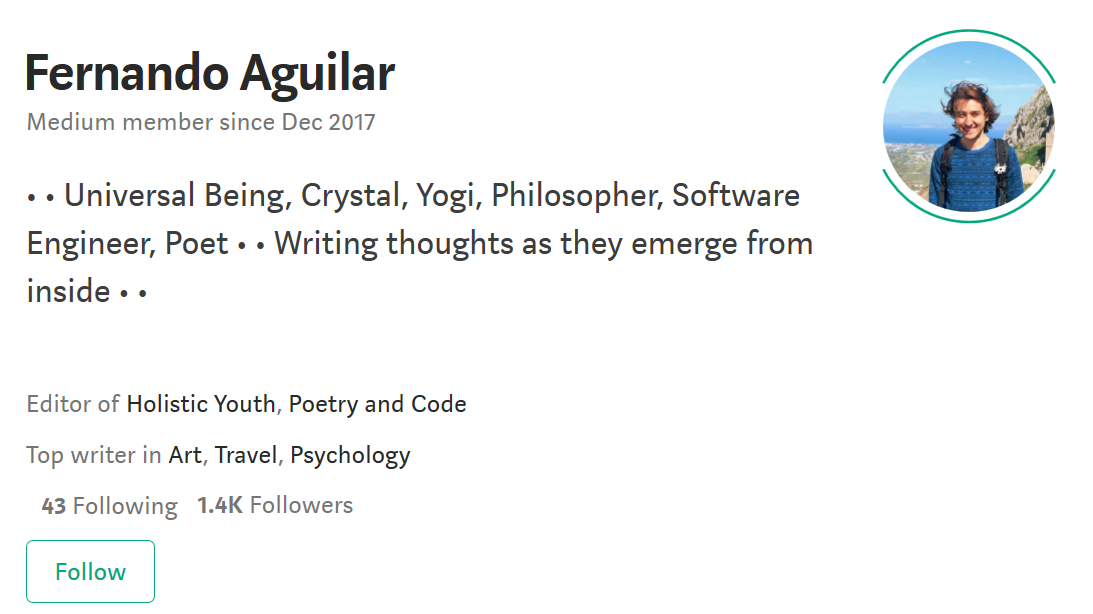 Fernando Aguilar
Medium member since Dec 2017
• • Universal Being, Crystal, Yogi, Philosopher, Software
Engineer, Poet • • Writing thoughts as they emerge from
inside • •
Editor of Holistic Youth, Poetry and Code
Top writer in Art, Travel, Psychology
43 Following 1.4K Followers
Follow